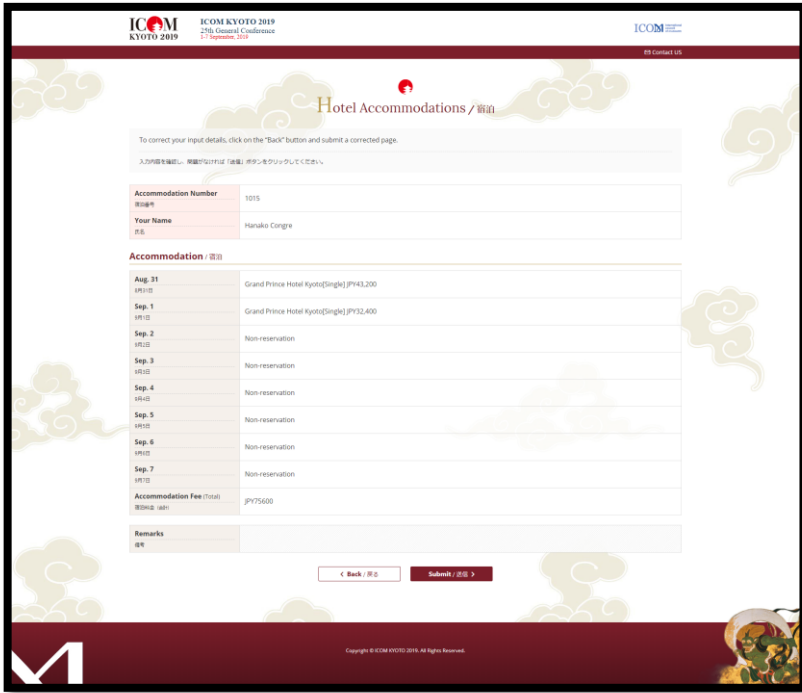 ICOM
KYOTO 2019
ICOM KYOTO 2019
25th General Conference
1-7 September, 2019
ICOM
Contact US
Hotel Accommodations / 宿泊
To correct your input details, click on the "Back" button and submit a corrected page.
入力内容を確認し、問題がなければ「送信」ボタンをクリックしてください。
Accommodation Number
宿泊番号
1015
Your Name
氏名
Hanako Congre
Accommodation / 宿泊
Aug. 31
8月31日
Grand Prince Hotel Kyoto[Single] JPY43,200
Sep. 1
9月1日
Grand Prince Hotel Kyoto[Single] JPY32,400
Sep. 2
9月2日
Non-reservation
Sep. 3
9月3日
Non-reservation
Sep. 4
9月4日
Non-reservation
Sep. 5
9月5日
Non-reservation
Sep. 6
9月6日
Non-reservation
Sep. 7
9月7日
Non-reservation
Accommodation Fee (Total)
宿泊料金（合計）
JPY75600
Remarks
備考
Back / 戻る
Submit / 送信
Copyright © ICOM KYOTO 2019. All Rights Reserved.